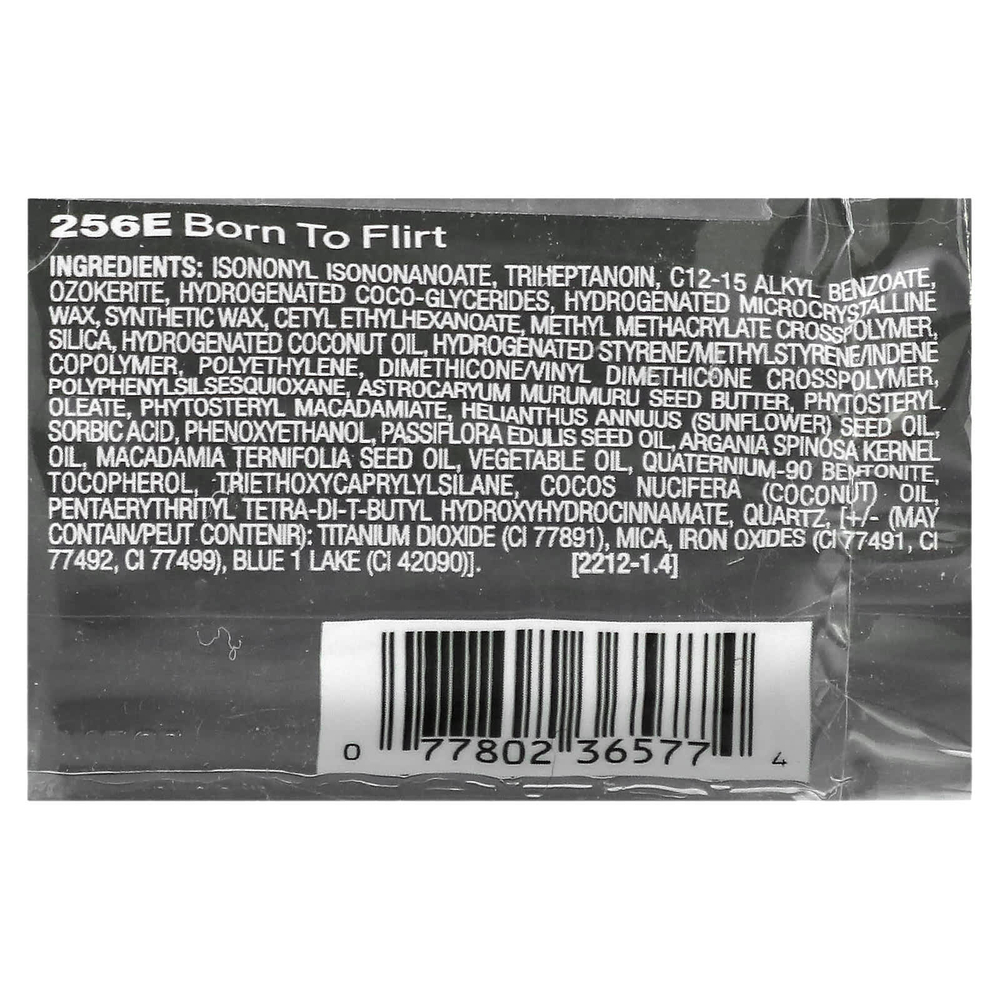 256E Born To Flirt
INGREDIENTS: ISONONYL ISONONANOATE, TRIHEPTANOIN, C12-15 ALKYL BENZOATE,
OZOKERITE, HYDROGENATED COCO-GLYCERIDES, HYDROGENATED MICROCRYSTALLINE
WAX, SYNTHETIC WAX, CETYL ETHYLHEXANOATE, METHYL METHACRYLATE CROSSPOLYMER,
SILICA, HYDROGENATED COCONUT OIL, HYDROGENATED STYRENE/METHYLSTYRENE/INDENE
COPOLYMER, POLYETHYLENE, DIMETHICONE/VINYL DIMETHICONE CROSSPOLYMER,
POLYPHENYLSILSESQUIOXANE, ASTROCARYUM MURUMURU SEED BUTTER, PHYTOSTERYL
OLEATE, PHYTOSTERYL MACADAMIATE, HELIANTHUS ANNUUS (SUNFLOWER) SEED OIL,
SORBIC ACID, PHENOXYETHANOL, PASSIFLORA EDULIS SEED OIL, ARGANIA SPINOSA KERNEL
OIL, MACADAMIA TERNIFOLIA SEED OIL, VEGETABLE OIL, QUATERNIUM-90 BENTONITE,
TOCOPHEROL, TRIETHOXYCAPRYLYLSILANE, COCOS NUCIFERA (COCONUT) OIL,
PENTAERYTHRITYL TETRA-DI-T-BUTYL HYDROXYHYDROCINNAMATE, QUARTZ, [+/- (MAY
CONTAIN/PEUT CONTENIR): TITANIUM DIOXIDE (CI 77891), MICA, IRON OXIDES (CI 77491, CI
77492, CI 77499), BLUE 1 LAKE (CI 42090)]. [2212-1.4]
0 77802 36577 4